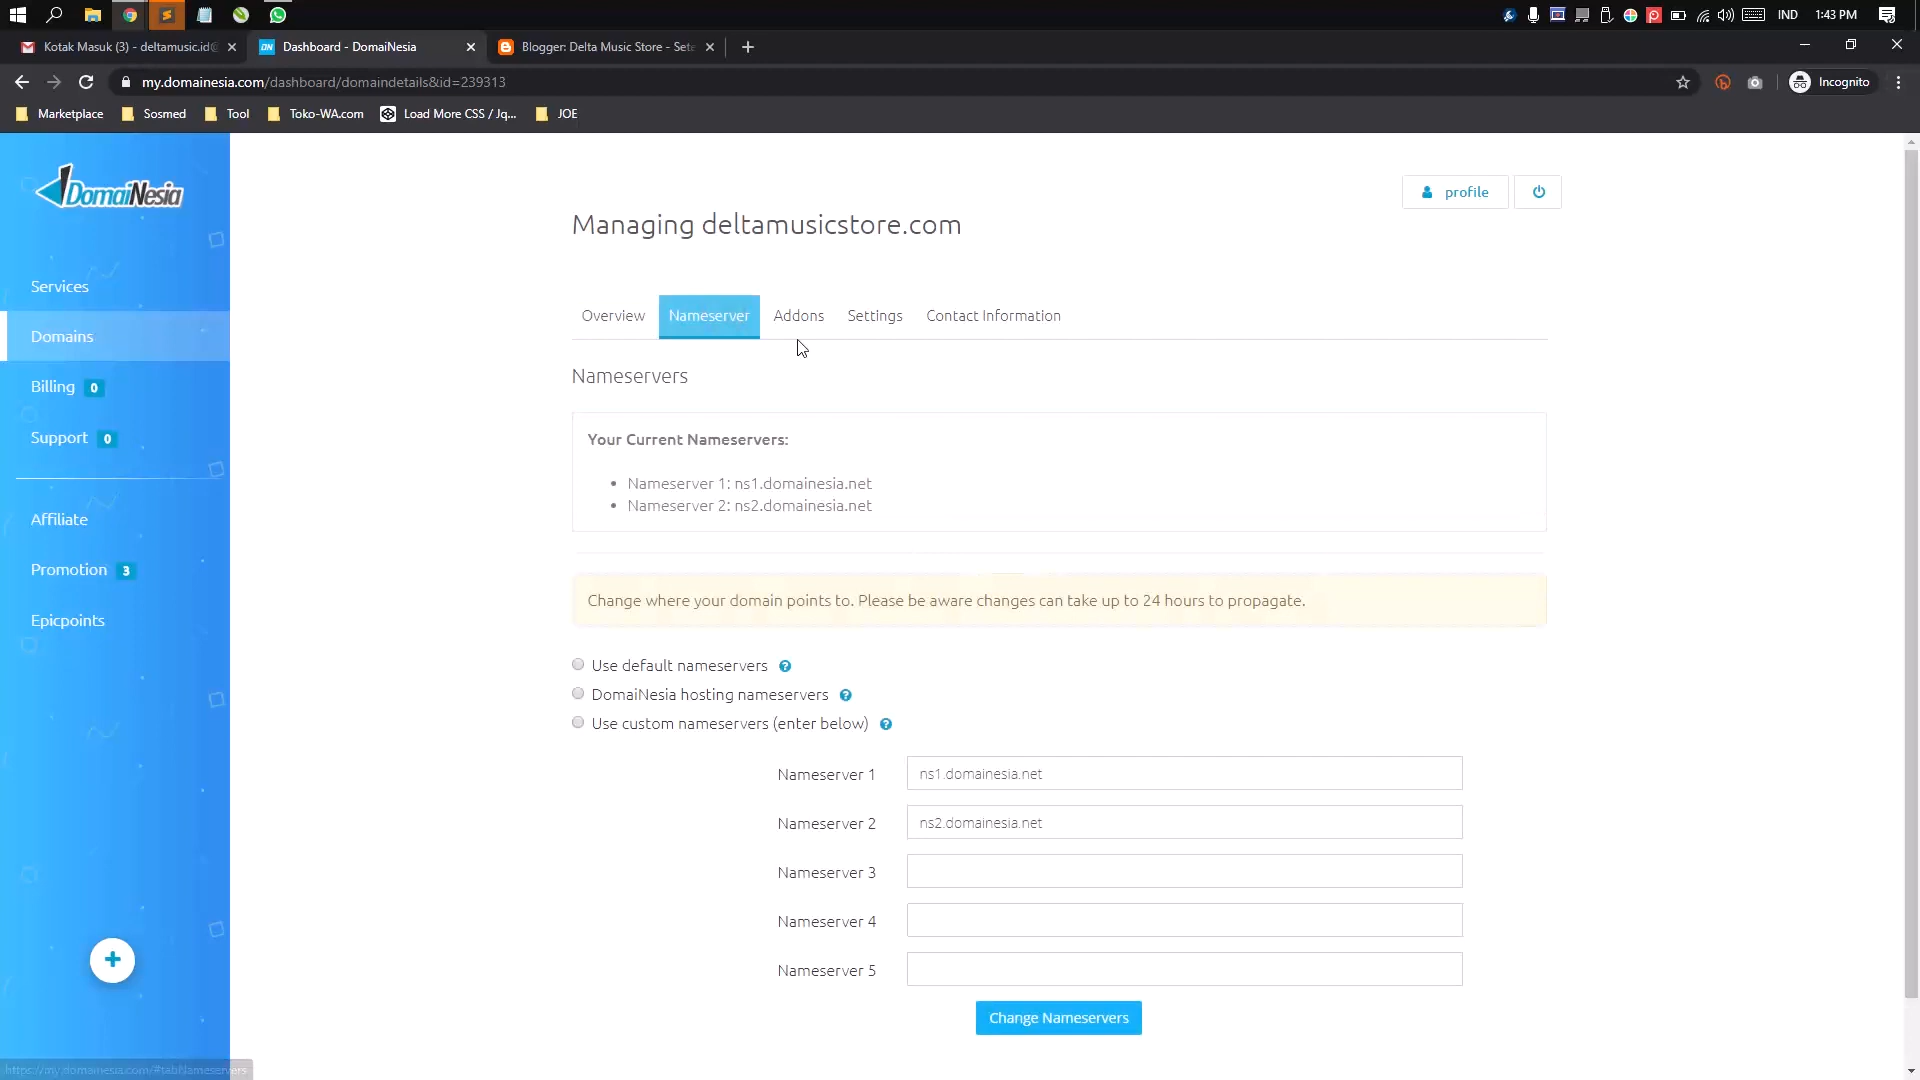 IND
1:43 PM
Kotak Masuk (3) - deltamusic.id@
Dashboard - DomaiNesia
Blogger: Delta Music Store - Sete
my.domainesia.com/dashboard/domaindetails&id=239313
Incognito
Marketplace
Sosmed
Tool
Toko-WA.com
Load More CSS / Jq...
JOE
DomaiNesia
profile
Managing deltamusicstore.com
Services
Domains
Billing 0
Support 0
Affiliate
Promotion 3
Epicpoints
Overview
Nameserver
Addons
Settings
Contact Information
Nameservers
Your Current Nameservers:
• Nameserver 1: ns1.domainesia.net
• Nameserver 2: ns2.domainesia.net
Change where your domain points to. Please be aware changes can take up to 24 hours to propagate.
Use default nameservers ?
DomaiNesia hosting nameservers ?
Use custom nameservers (enter below) ?
Nameserver 1 ns1.domainesia.net
Nameserver 2 ns2.domainesia.net
Nameserver 3
Nameserver 4
Nameserver 5
Change Nameservers
+
https://my.domainesia.com/#tabNameservers